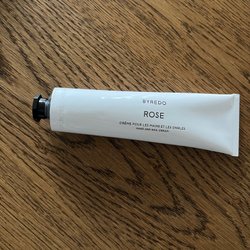 BYREDO
ROSE
CRÈME POUR LES MAINS ET LES ONGLES
HAND AND NAIL CREAM